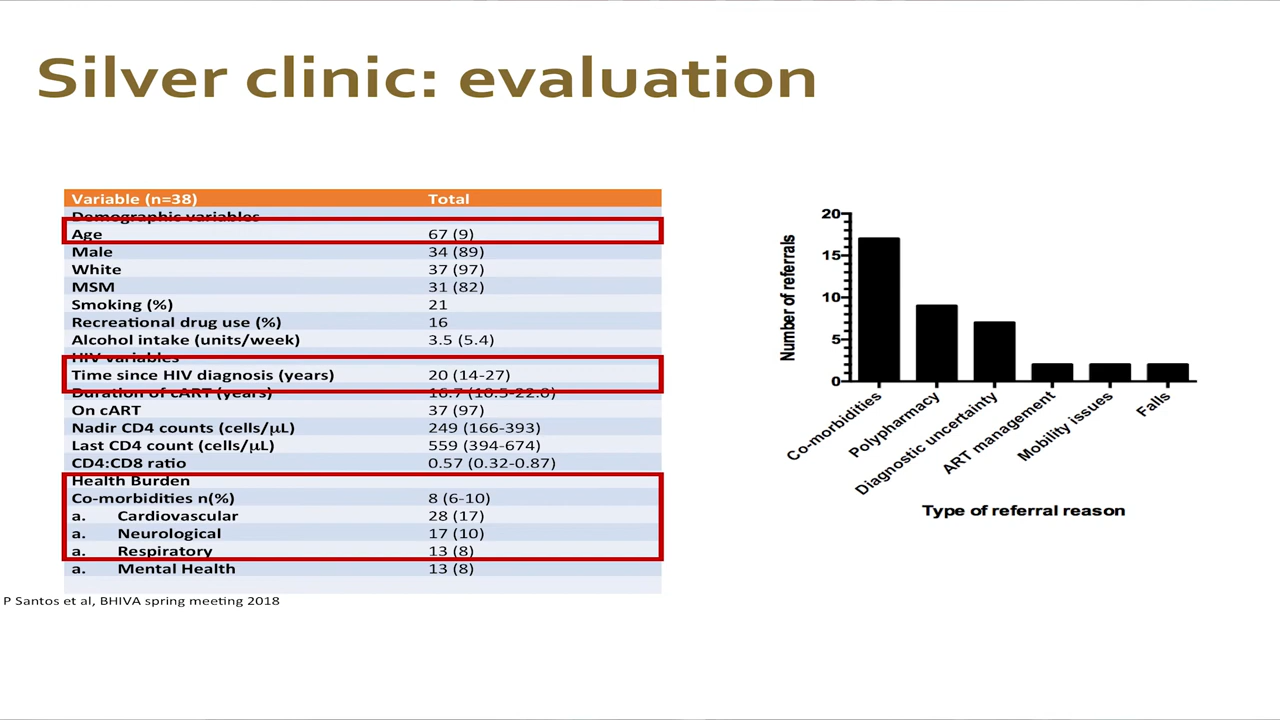 Silver clinic: evaluation
Variable (n=38) Total
Demographic variables
Age 67 (9)
Male 34 (89)
White 37 (97)
MSM 31 (82)
Smoking (%) 21
Recreational drug use (%) 16
Alcohol intake (units/week) 3.5 (5.4)
HIV variables
Time since HIV diagnosis (years) 20 (14-27)
Duration of cART (years) 16.7 (10.5-22.0)
On cART 37 (97)
Nadir CD4 counts (cells/µL) 249 (166-393)
Last CD4 count (cells/µL) 559 (394-674)
CD4:CD8 ratio 0.57 (0.32-0.87)
Health Burden
Co-morbidities n(%) 8 (6-10)
a. Cardiovascular 28 (17)
a. Neurological 17 (10)
a. Respiratory 13 (8)
a. Mental Health 13 (8)
P Santos et al, BHIVA spring meeting 2018
Number of referrals
20
15
10
5
0
Co-morbidities
Polypharmacy
Diagnostic uncertainty
ART management
Mobility issues
Falls
Type of referral reason